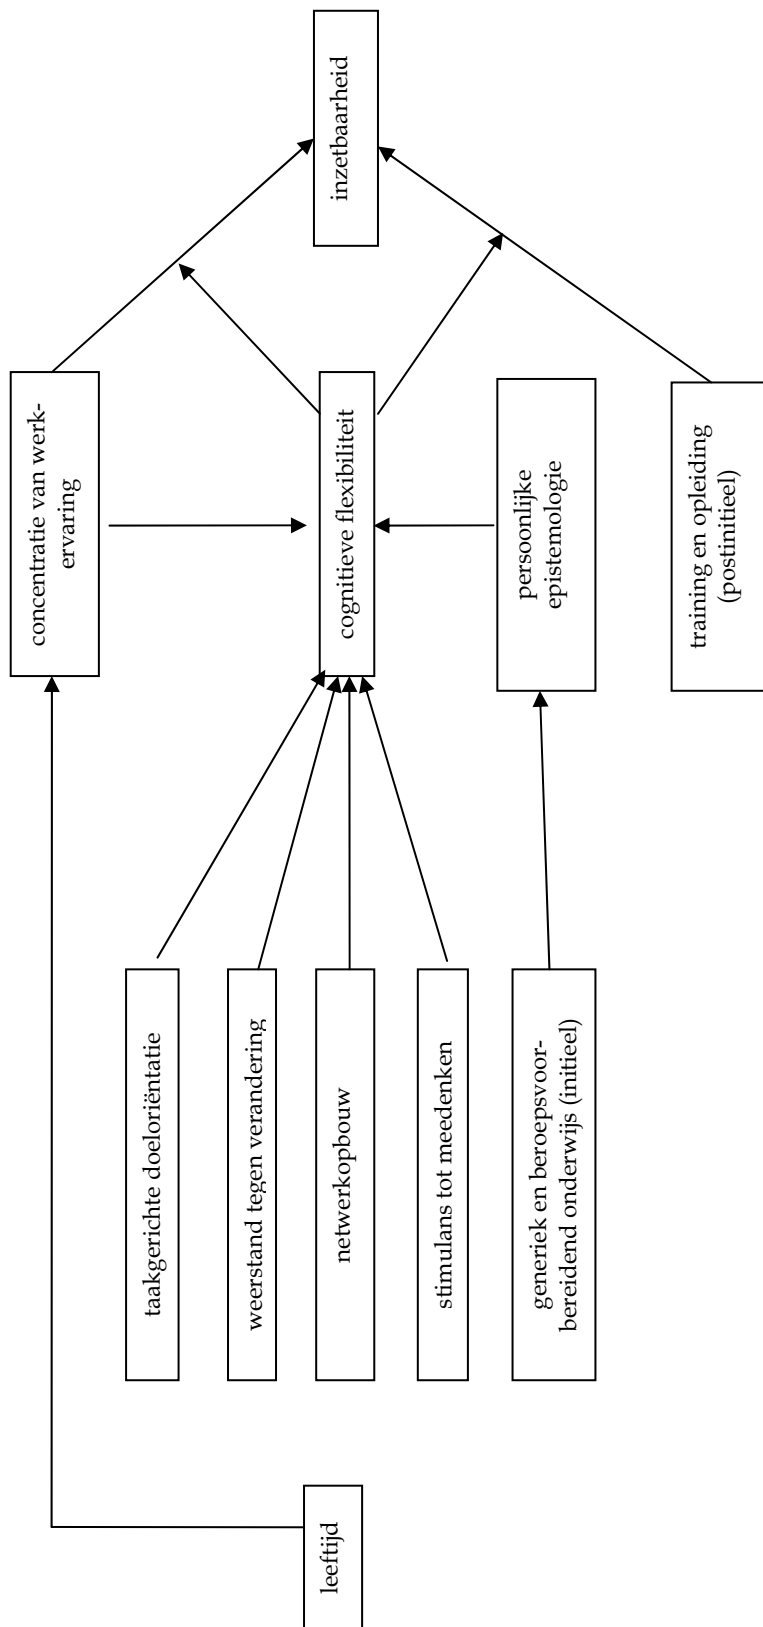 leeftijd
taakgerichte doeloriëntatie
weerstand tegen verandering
netwerkopbouw
stimulans tot meedenken
generiek en beroepsvoor-
bereidend onderwijs (initieel)
concentratie van werk-
ervaring
cognitieve flexibiliteit
persoonlijke
epistemologie
training en opleiding
(postinitieel)
inzetbaarheid